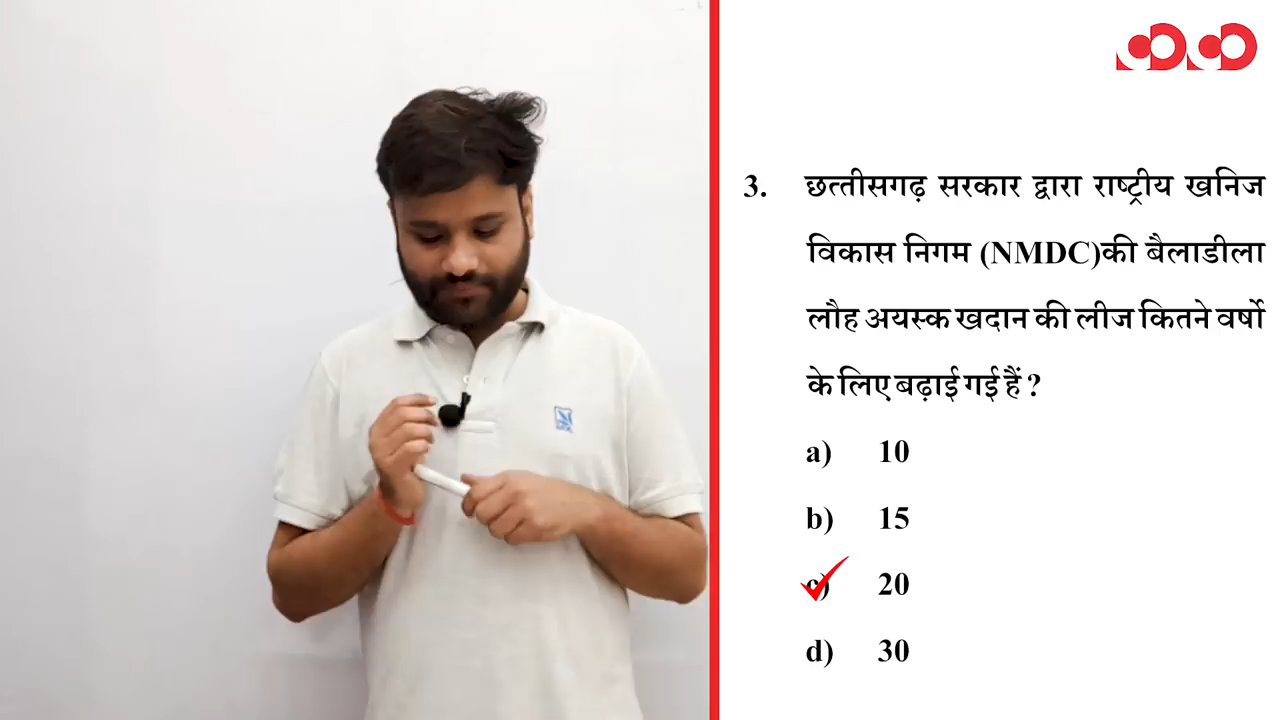 3. छत्तीसगढ़ सरकार द्वारा राष्ट्रीय खनिज
विकास निगम (NMDC)की बैलाडीला
लौह अयस्क खदान की लीज कितने वर्षो
के लिए बढ़ाई गई हैं ?
a) 10
b) 15
c) 20
d) 30